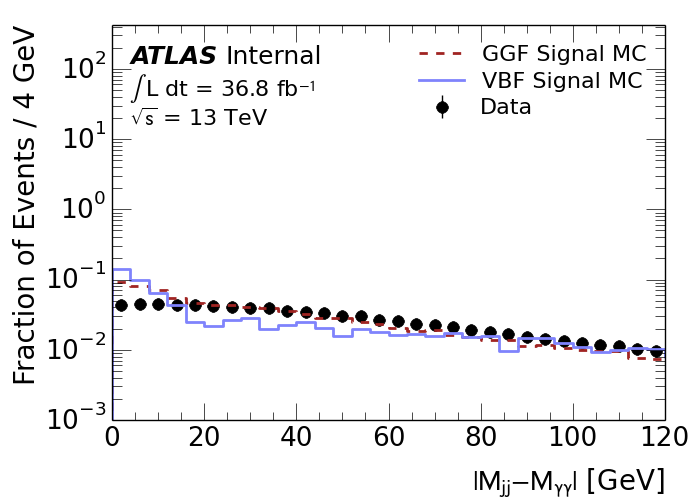 Fraction of Events / 4 GeV
10²
10¹
10⁰
10⁻¹
10⁻²
10⁻³
ATLAS Internal
∫L dt = 36.8 fb⁻¹
√s = 13 TeV
GGF Signal MC
VBF Signal MC
Data
0 20 40 60 80 100 120
|M_jj−M_γγ| [GeV]